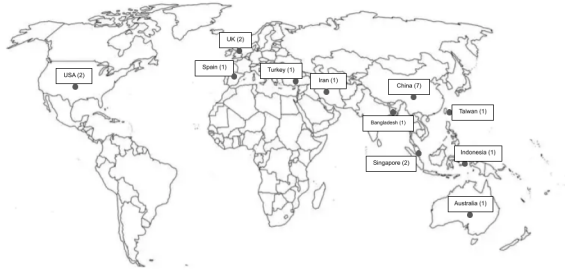 UK (2)
Spain (1)
Turkey (1)
USA (2)
Iran (1)
China (7)
Taiwan (1)
Bangladesh (1)
Indonesia (1)
Singapore (2)
Australia (1)